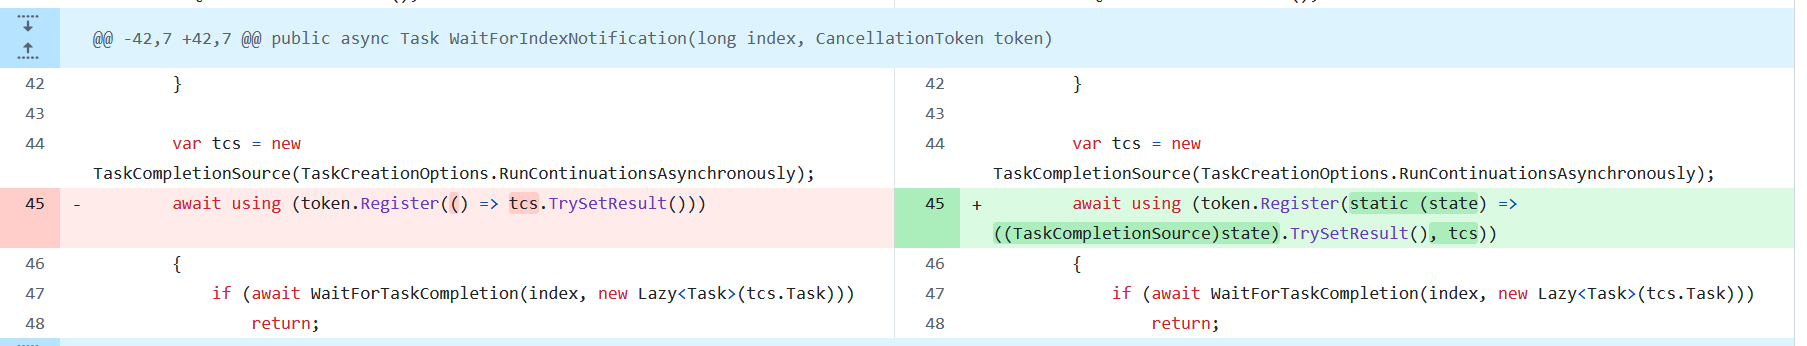 @@ -42,7 +42,7 @@ public async Task WaitForIndexNotification(long index, CancellationToken token)
42 }
43
44 var tcs = new
TaskCompletionSource(TaskCreationOptions.RunContinuationsAsynchronously);
45 - await using (token.Register(() => tcs.TrySetResult()))
46 {
47 if (await WaitForTaskCompletion(index, new Lazy<Task>(tcs.Task)))
48 return;
42 }
43
44 var tcs = new
TaskCompletionSource(TaskCreationOptions.RunContinuationsAsynchronously);
45 + await using (token.Register(static (state) =>
((TaskCompletionSource)state).TrySetResult(), tcs))
46 {
47 if (await WaitForTaskCompletion(index, new Lazy<Task>(tcs.Task)))
48 return;